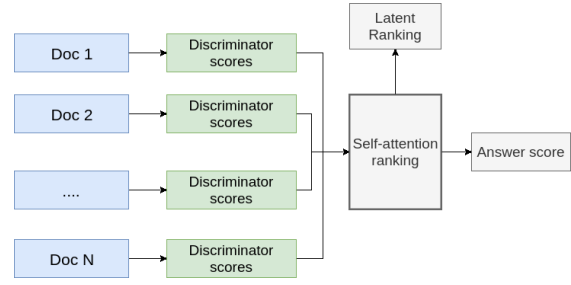 Latent
Ranking
Doc 1
Discriminator
scores
Doc 2
Discriminator
scores
Self-attention
ranking
Answer score
....
Discriminator
scores
Doc N
Discriminator
scores